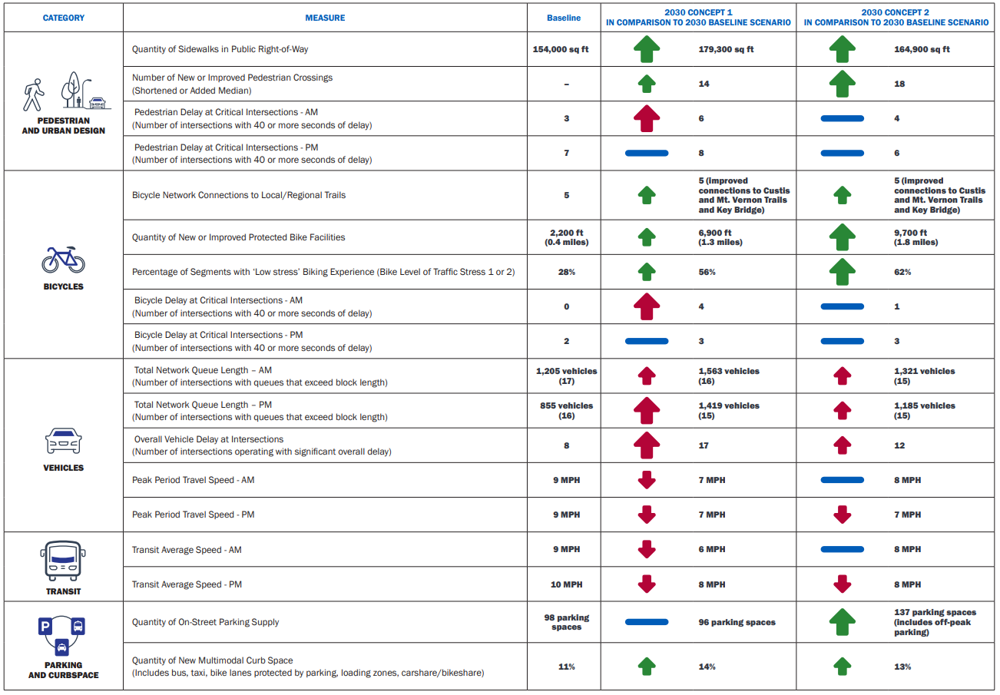 CATEGORY
MEASURE
Baseline
2030 CONCEPT 1
IN COMPARISON TO 2030 BASELINE SCENARIO
2030 CONCEPT 2
IN COMPARISON TO 2030 BASELINE SCENARIO
PEDESTRIAN
AND URBAN DESIGN
Quantity of Sidewalks in Public Right-of-Way
154,000 sq ft
179,300 sq ft
164,900 sq ft
Number of New or Improved Pedestrian Crossings
(Shortened or Added Median)
–
14
18
Pedestrian Delay at Critical Intersections - AM
(Number of intersections with 40 or more seconds of delay)
3
6
4
Pedestrian Delay at Critical Intersections - PM
(Number of intersections with 40 or more seconds of delay)
7
8
6
BICYCLES
Bicycle Network Connections to Local/Regional Trails
5
5 (improved
connections to Custis
and Mt. Vernon Trails
and Key Bridge)
5 (improved
connections to Custis
and Mt. Vernon Trails
and Key Bridge)
Quantity of New or Improved Protected Bike Facilities
2,200 ft
(0.4 miles)
6,900 ft
(1.3 miles)
9,700 ft
(1.8 miles)
Percentage of Segments with ‘Low stress’ Biking Experience (Bike Level of Traffic Stress 1 or 2)
28%
56%
62%
Bicycle Delay at Critical Intersections - AM
(Number of intersections with 40 or more seconds of delay)
0
4
1
Bicycle Delay at Critical Intersections - PM
(Number of intersections with 40 or more seconds of delay)
2
3
3
VEHICLES
Total Network Queue Length – AM
(Number of intersections with queues that exceed block length)
1,205 vehicles
(17)
1,563 vehicles
(16)
1,321 vehicles
(15)
Total Network Queue Length – PM
(Number of intersections with queues that exceed block length)
855 vehicles
(16)
1,419 vehicles
(15)
1,185 vehicles
(15)
Overall Vehicle Delay at Intersections
(Number of intersections operating with significant overall delay)
8
17
12
Peak Period Travel Speed - AM
9 MPH
7 MPH
8 MPH
Peak Period Travel Speed - PM
9 MPH
7 MPH
7 MPH
TRANSIT
Transit Average Speed - AM
9 MPH
6 MPH
8 MPH
Transit Average Speed - PM
10 MPH
8 MPH
8 MPH
P
PARKING
AND CURBSPACE
Quantity of On-Street Parking Supply
98 parking
spaces
96 parking spaces
137 parking spaces
(includes off-peak
parking)
Quantity of New Multimodal Curb Space
(Includes bus, taxi, bike lanes protected by parking, loading zones, carshare/bikeshare)
11%
14%
13%